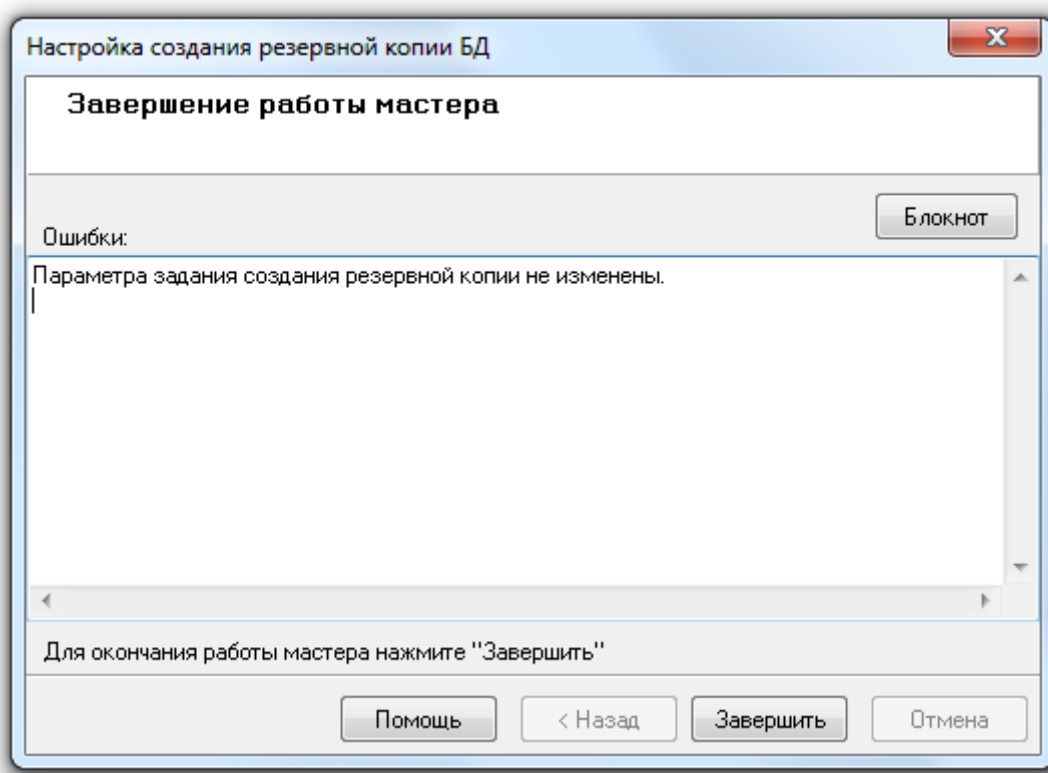 Настройка создания резервной копии БД
Завершение работы мастера
Блокнот
Ошибки:
Параметра задания создания резервной копии не изменены.
Для окончания работы мастера нажмите "Завершить"
Помощь
< Назад
Завершить
Отмена